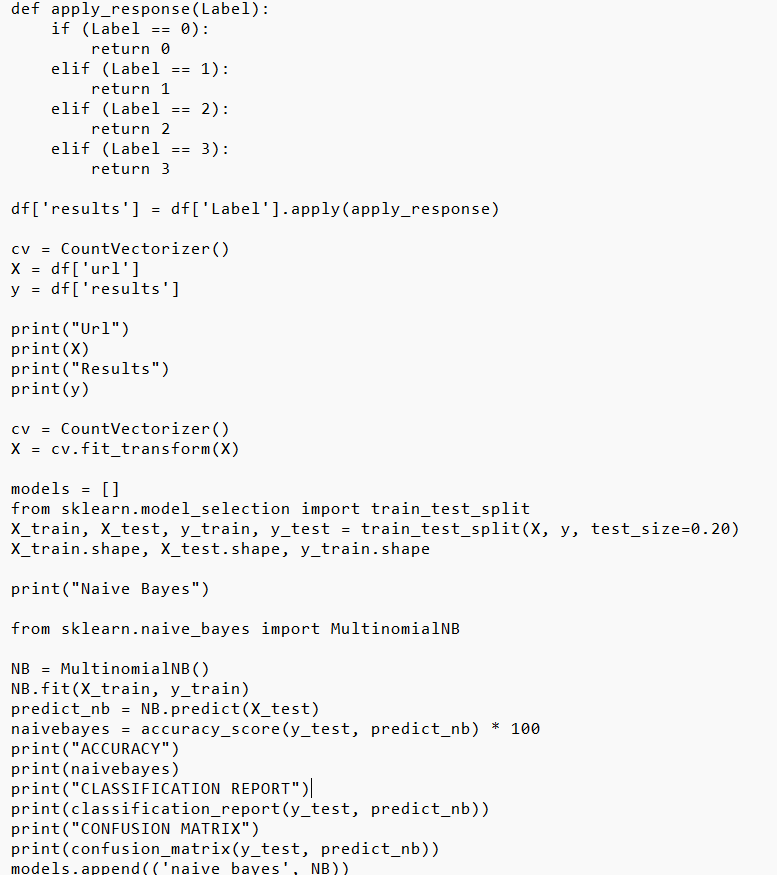 def apply_response(Label):
    if (Label == 0):
        return 0
    elif (Label == 1):
        return 1
    elif (Label == 2):
        return 2
    elif (Label == 3):
        return 3

df['results'] = df['Label'].apply(apply_response)

cv = CountVectorizer()
X = df['url']
y = df['results']

print("Url")
print(X)
print("Results")
print(y)

cv = CountVectorizer()
X = cv.fit_transform(X)

models = []
from sklearn.model_selection import train_test_split
X_train, X_test, y_train, y_test = train_test_split(X, y, test_size=0.20)
X_train.shape, X_test.shape, y_train.shape

print("Naive Bayes")

from sklearn.naive_bayes import MultinomialNB

NB = MultinomialNB()
NB.fit(X_train, y_train)
predict_nb = NB.predict(X_test)
naivebayes = accuracy_score(y_test, predict_nb) * 100
print("ACCURACY")
print(naivebayes)
print("CLASSIFICATION REPORT")
print(classification_report(y_test, predict_nb))
print("CONFUSION MATRIX")
print(confusion_matrix(y_test, predict_nb))
models.append(('naive_bayes', NB))